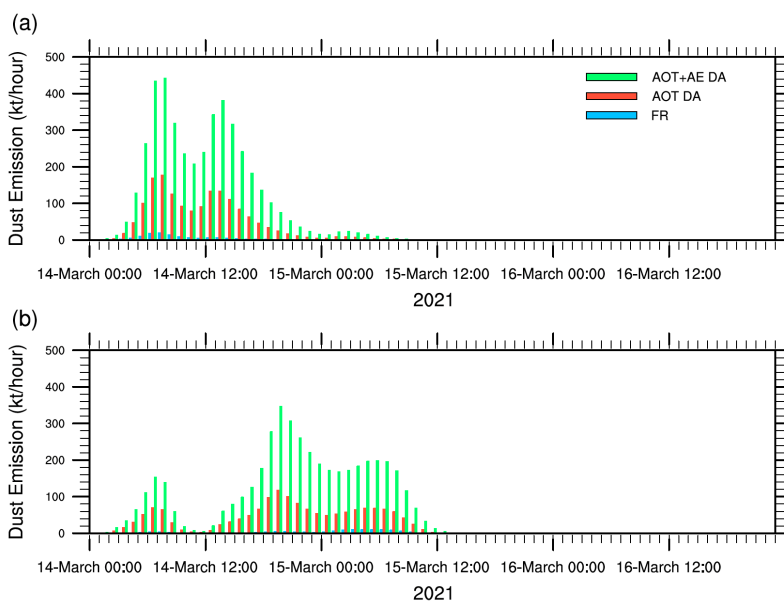 (a)
Dust Emission (kt/hour)
500
400
300
200
100
0
AOT+AE DA
AOT DA
FR
14-March 00:00 14-March 12:00 15-March 00:00 15-March 12:00 16-March 00:00 16-March 12:00
2021
(b)
Dust Emission (kt/hour)
500
400
300
200
100
0
14-March 00:00 14-March 12:00 15-March 00:00 15-March 12:00 16-March 00:00 16-March 12:00
2021